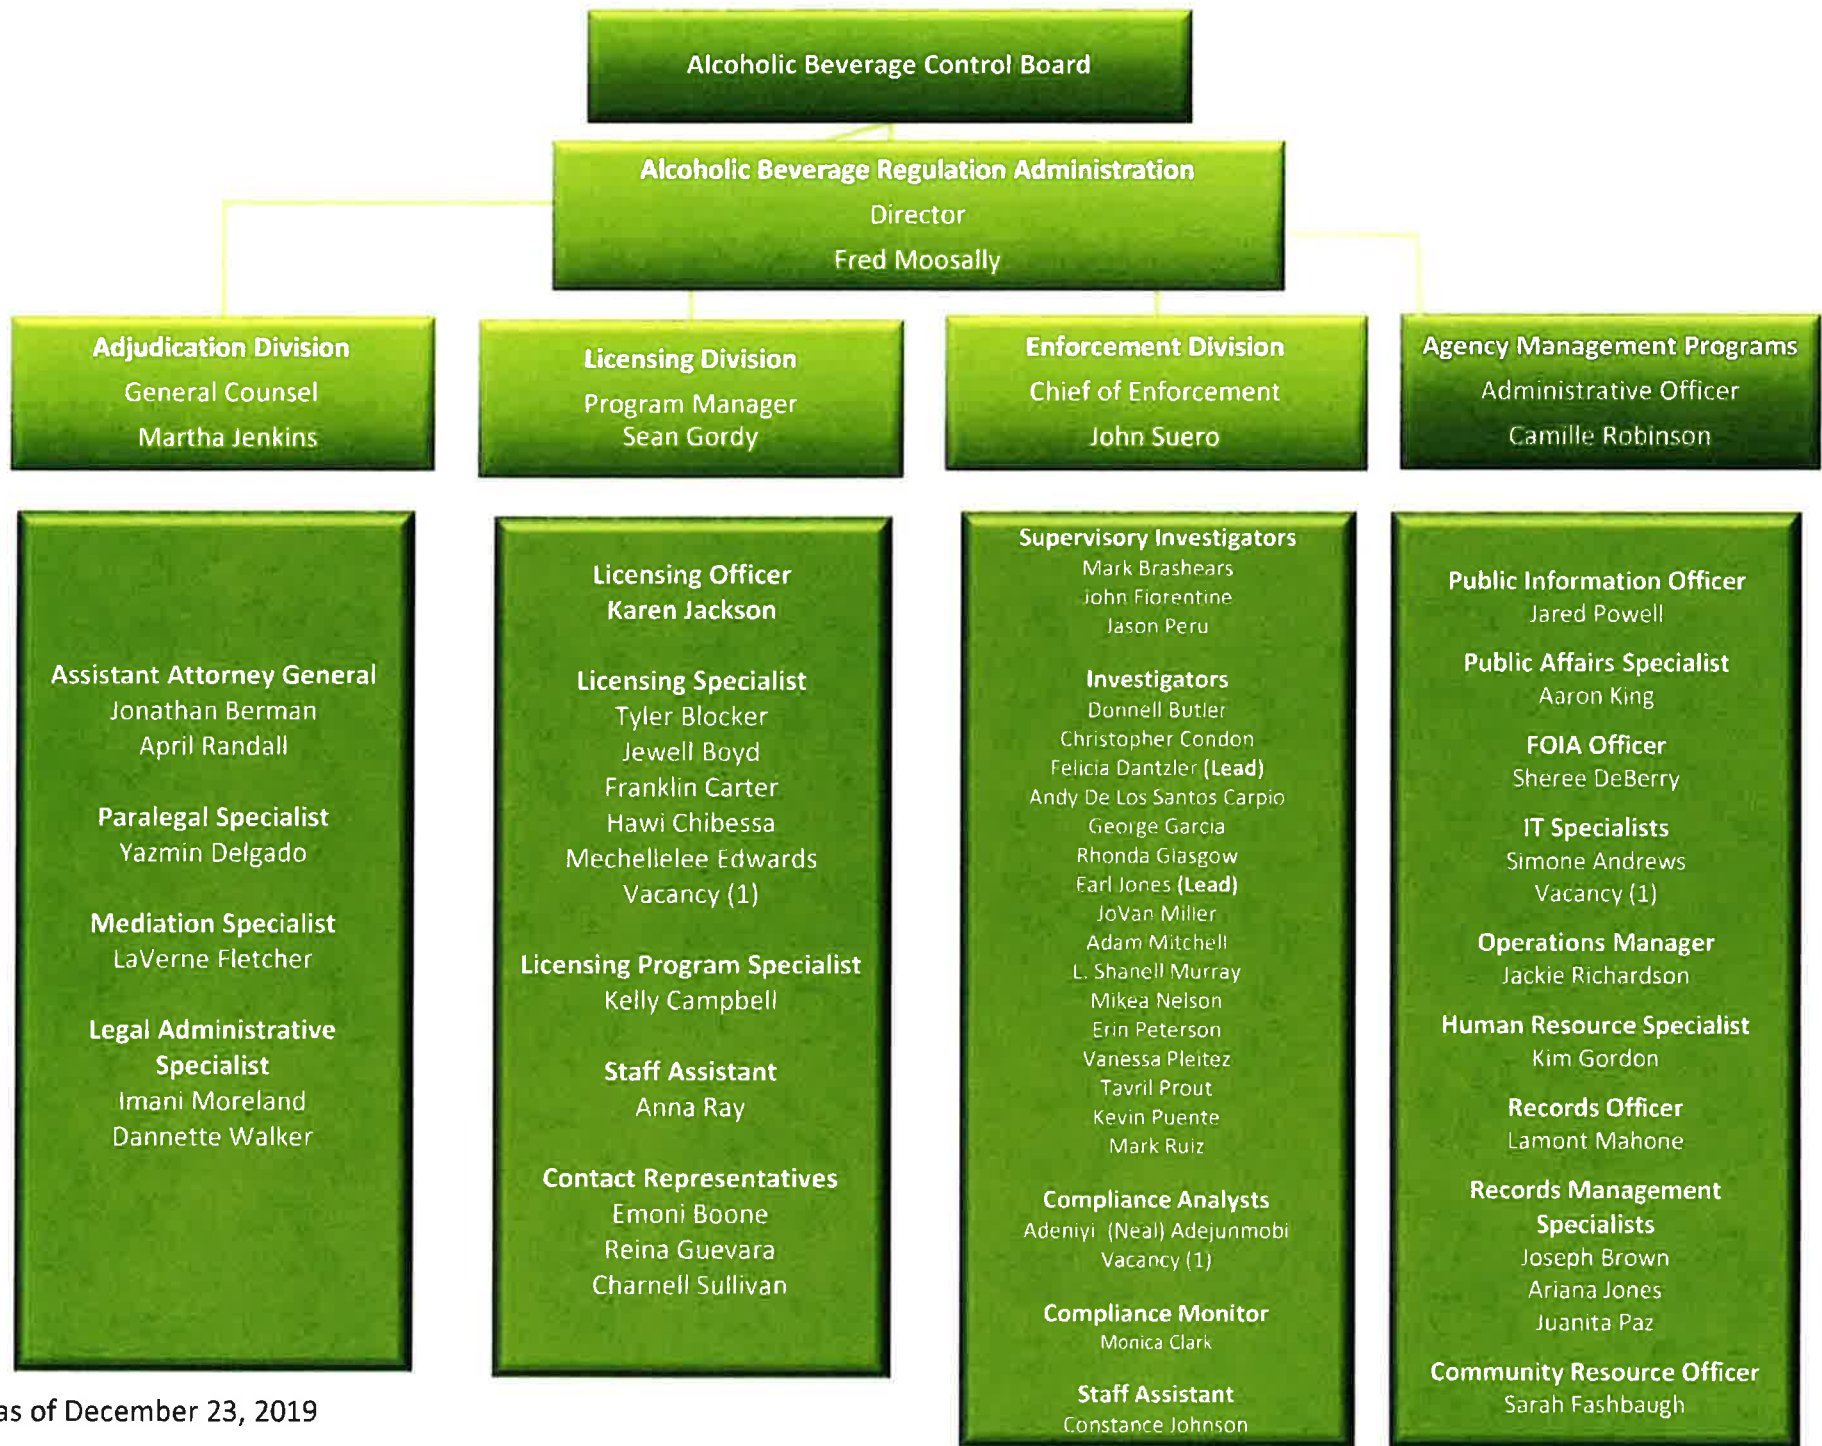 Alcoholic Beverage Control Board
Alcoholic Beverage Regulation Administration
Director
Fred Moosally
Adjudication Division
General Counsel
Martha Jenkins
Licensing Division
Program Manager
Sean Gordy
Enforcement Division
Chief of Enforcement
John Suero
Agency Management Programs
Administrative Officer
Camille Robinson
Assistant Attorney General
Jonathan Berman
April Randall
Paralegal Specialist
Yazmin Delgado
Mediation Specialist
LaVerne Fletcher
Legal Administrative
Specialist
Imani Moreland
Dannette Walker
Licensing Officer
Karen Jackson
Licensing Specialist
Tyler Blocker
Jewell Boyd
Franklin Carter
Hawi Chibessa
Mechellelee Edwards
Vacancy (1)
Licensing Program Specialist
Kelly Campbell
Staff Assistant
Anna Ray
Contact Representatives
Emoni Boone
Reina Guevara
Charnell Sullivan
Supervisory Investigators
Mark Brashears
John Fiorentine
Jason Peru
Investigators
Donnell Butler
Christopher Condon
Felicia Dantzler (Lead)
Andy De Los Santos Carpio
George Garcia
Rhonda Glasgow
Earl Jones (Lead)
JoVan Miller
Adam Mitchell
L. Shanell Murray
Mikea Nelson
Erin Peterson
Vanessa Pleitez
Tavril Prout
Kevin Puente
Mark Ruiz
Compliance Analysts
Adeniyi (Neal) Adejunmobi
Vacancy (1)
Compliance Monitor
Monica Clark
Staff Assistant
Constance Johnson
Public Information Officer
Jared Powell
Public Affairs Specialist
Aaron King
FOIA Officer
Sheree DeBerry
IT Specialists
Simone Andrews
Vacancy (1)
Operations Manager
Jackie Richardson
Human Resource Specialist
Kim Gordon
Records Officer
Lamont Mahone
Records Management
Specialists
Joseph Brown
Ariana Jones
Juanita Paz
Community Resource Officer
Sarah Fashbaugh
as of December 23, 2019